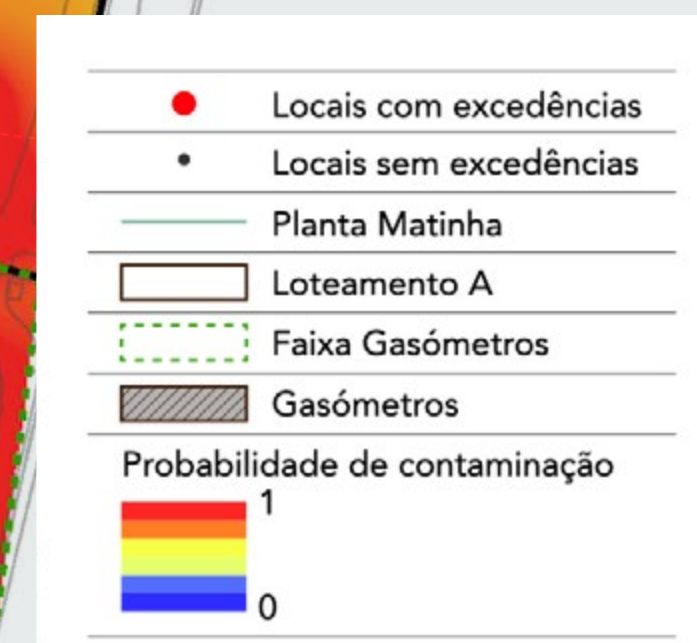 Locais com excedências
Locais sem excedências
Planta Matinha
Loteamento A
Faixa Gasómetros
Gasómetros
Probabilidade de contaminação
1
0